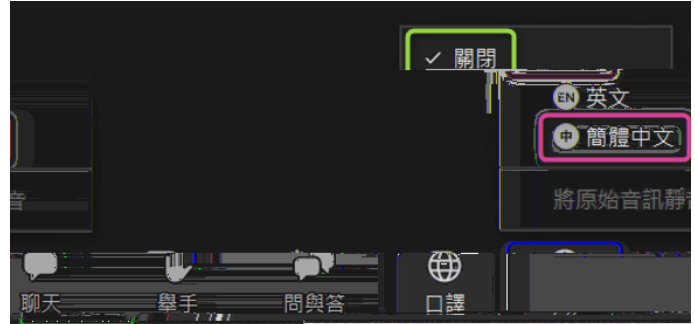 ✓ 關閉
EN 英文
中 簡體中文
將原始音訊靜
音
聊天 舉手 問與答 口譯